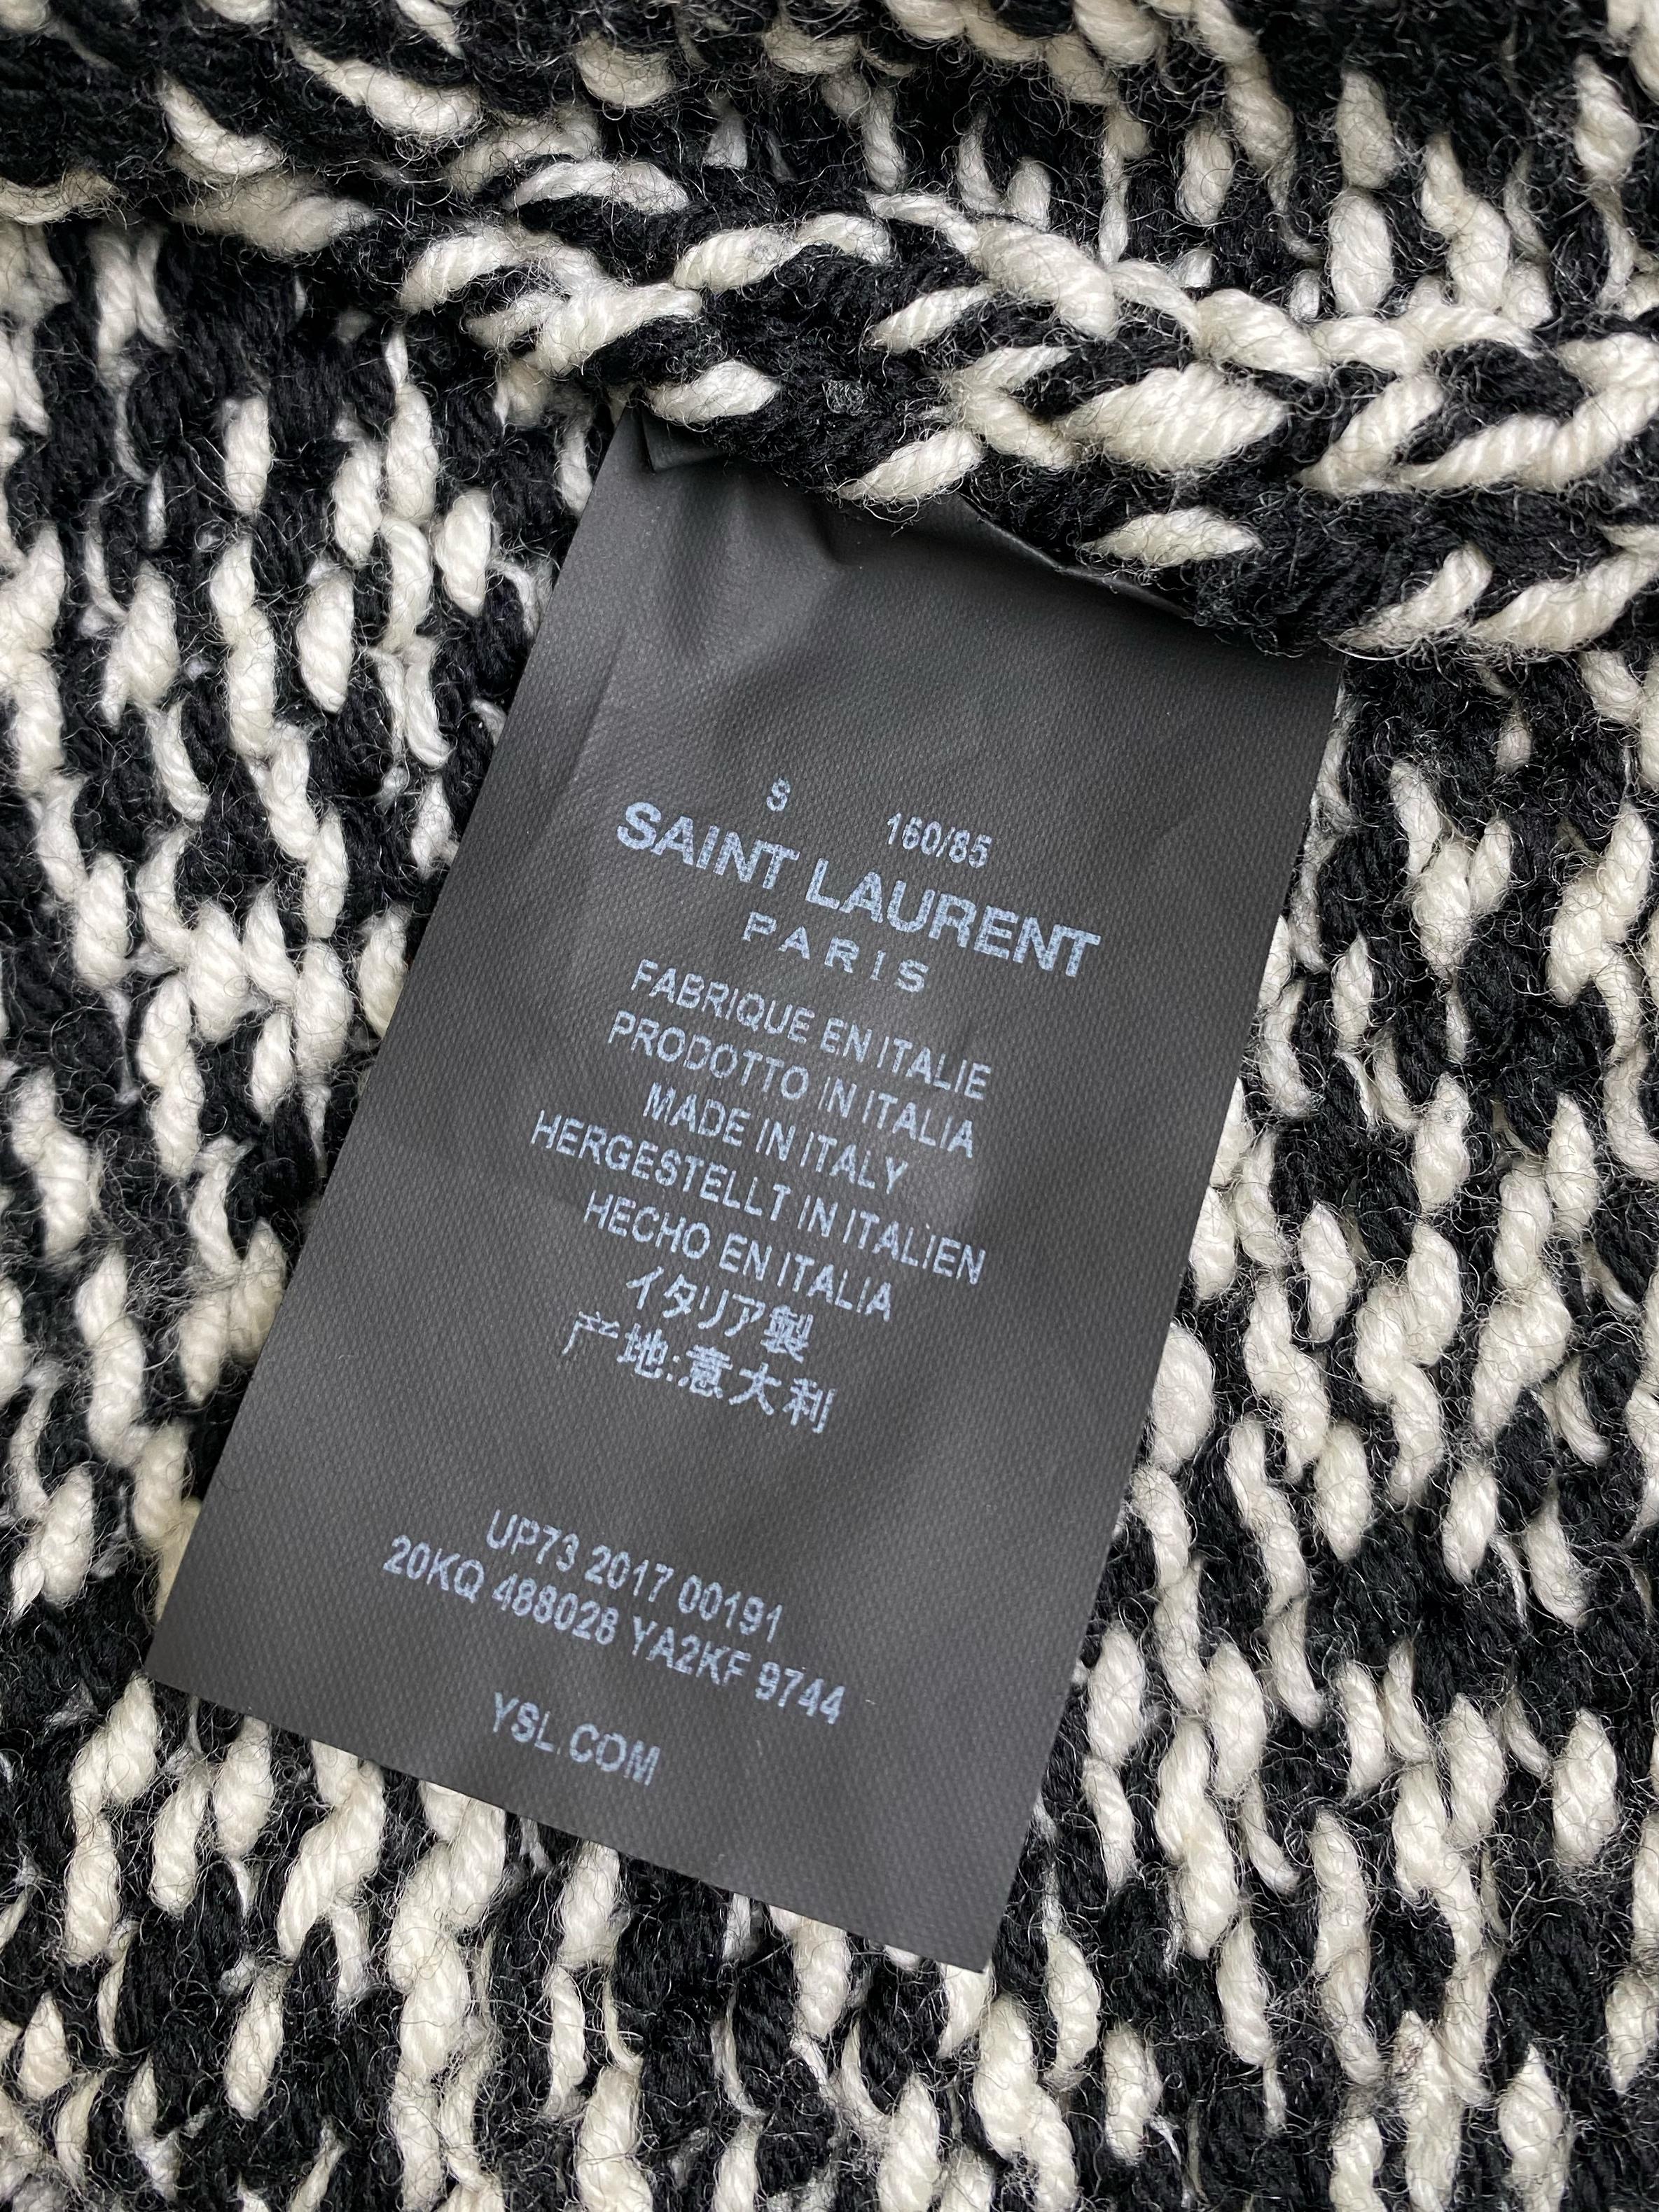 S 160/85
SAINT LAURENT
PARIS
FABRIQUE EN ITALIE
PRODOTTO IN ITALIA
MADE IN ITALY
HERGESTELLT IN ITALIEN
HECHO EN ITALIA
イタリア製
产地:意大利
UP73 2017 00191
20KQ 488028 YA2KF 9744
YSL.COM